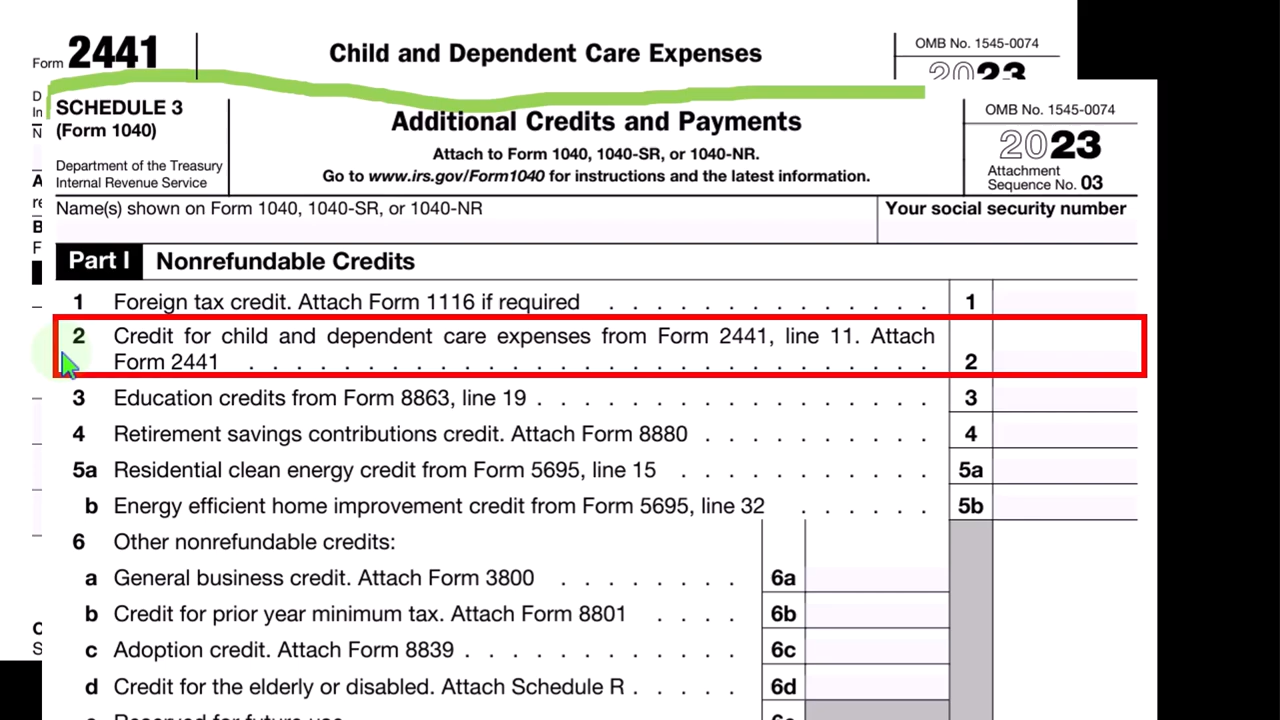 Form 2441
Child and Dependent Care Expenses
OMB No. 1545-0074
2023
D
In
N
A
re
B
F
C
S
SCHEDULE 3
(Form 1040)
Department of the Treasury
Internal Revenue Service
Additional Credits and Payments
Attach to Form 1040, 1040-SR, or 1040-NR.
Go to www.irs.gov/Form1040 for instructions and the latest information.
OMB No. 1545-0074
2023
Attachment
Sequence No. 03
Name(s) shown on Form 1040, 1040-SR, or 1040-NR
Your social security number
Part I Nonrefundable Credits
1 Foreign tax credit. Attach Form 1116 if required . . . . . . . . . . . . . . 1
2 Credit for child and dependent care expenses from Form 2441, line 11. Attach
Form 2441 . . . . . . . . . . . . . . . . . . . . . . . . 2
3 Education credits from Form 8863, line 19 . . . . . . . . . . . . . . . . . 3
4 Retirement savings contributions credit. Attach Form 8880 . . . . . . . . . . 4
5a Residential clean energy credit from Form 5695, line 15 . . . . . . . . . . . 5a
b Energy efficient home improvement credit from Form 5695, line 32 . . . . . . 5b
6 Other nonrefundable credits:
a General business credit. Attach Form 3800 . . . . . . . . 6a
b Credit for prior year minimum tax. Attach Form 8801 . . . . 6b
c Adoption credit. Attach Form 8839 . . . . . . . . . . . . 6c
d Credit for the elderly or disabled. Attach Schedule R . . . . . 6d